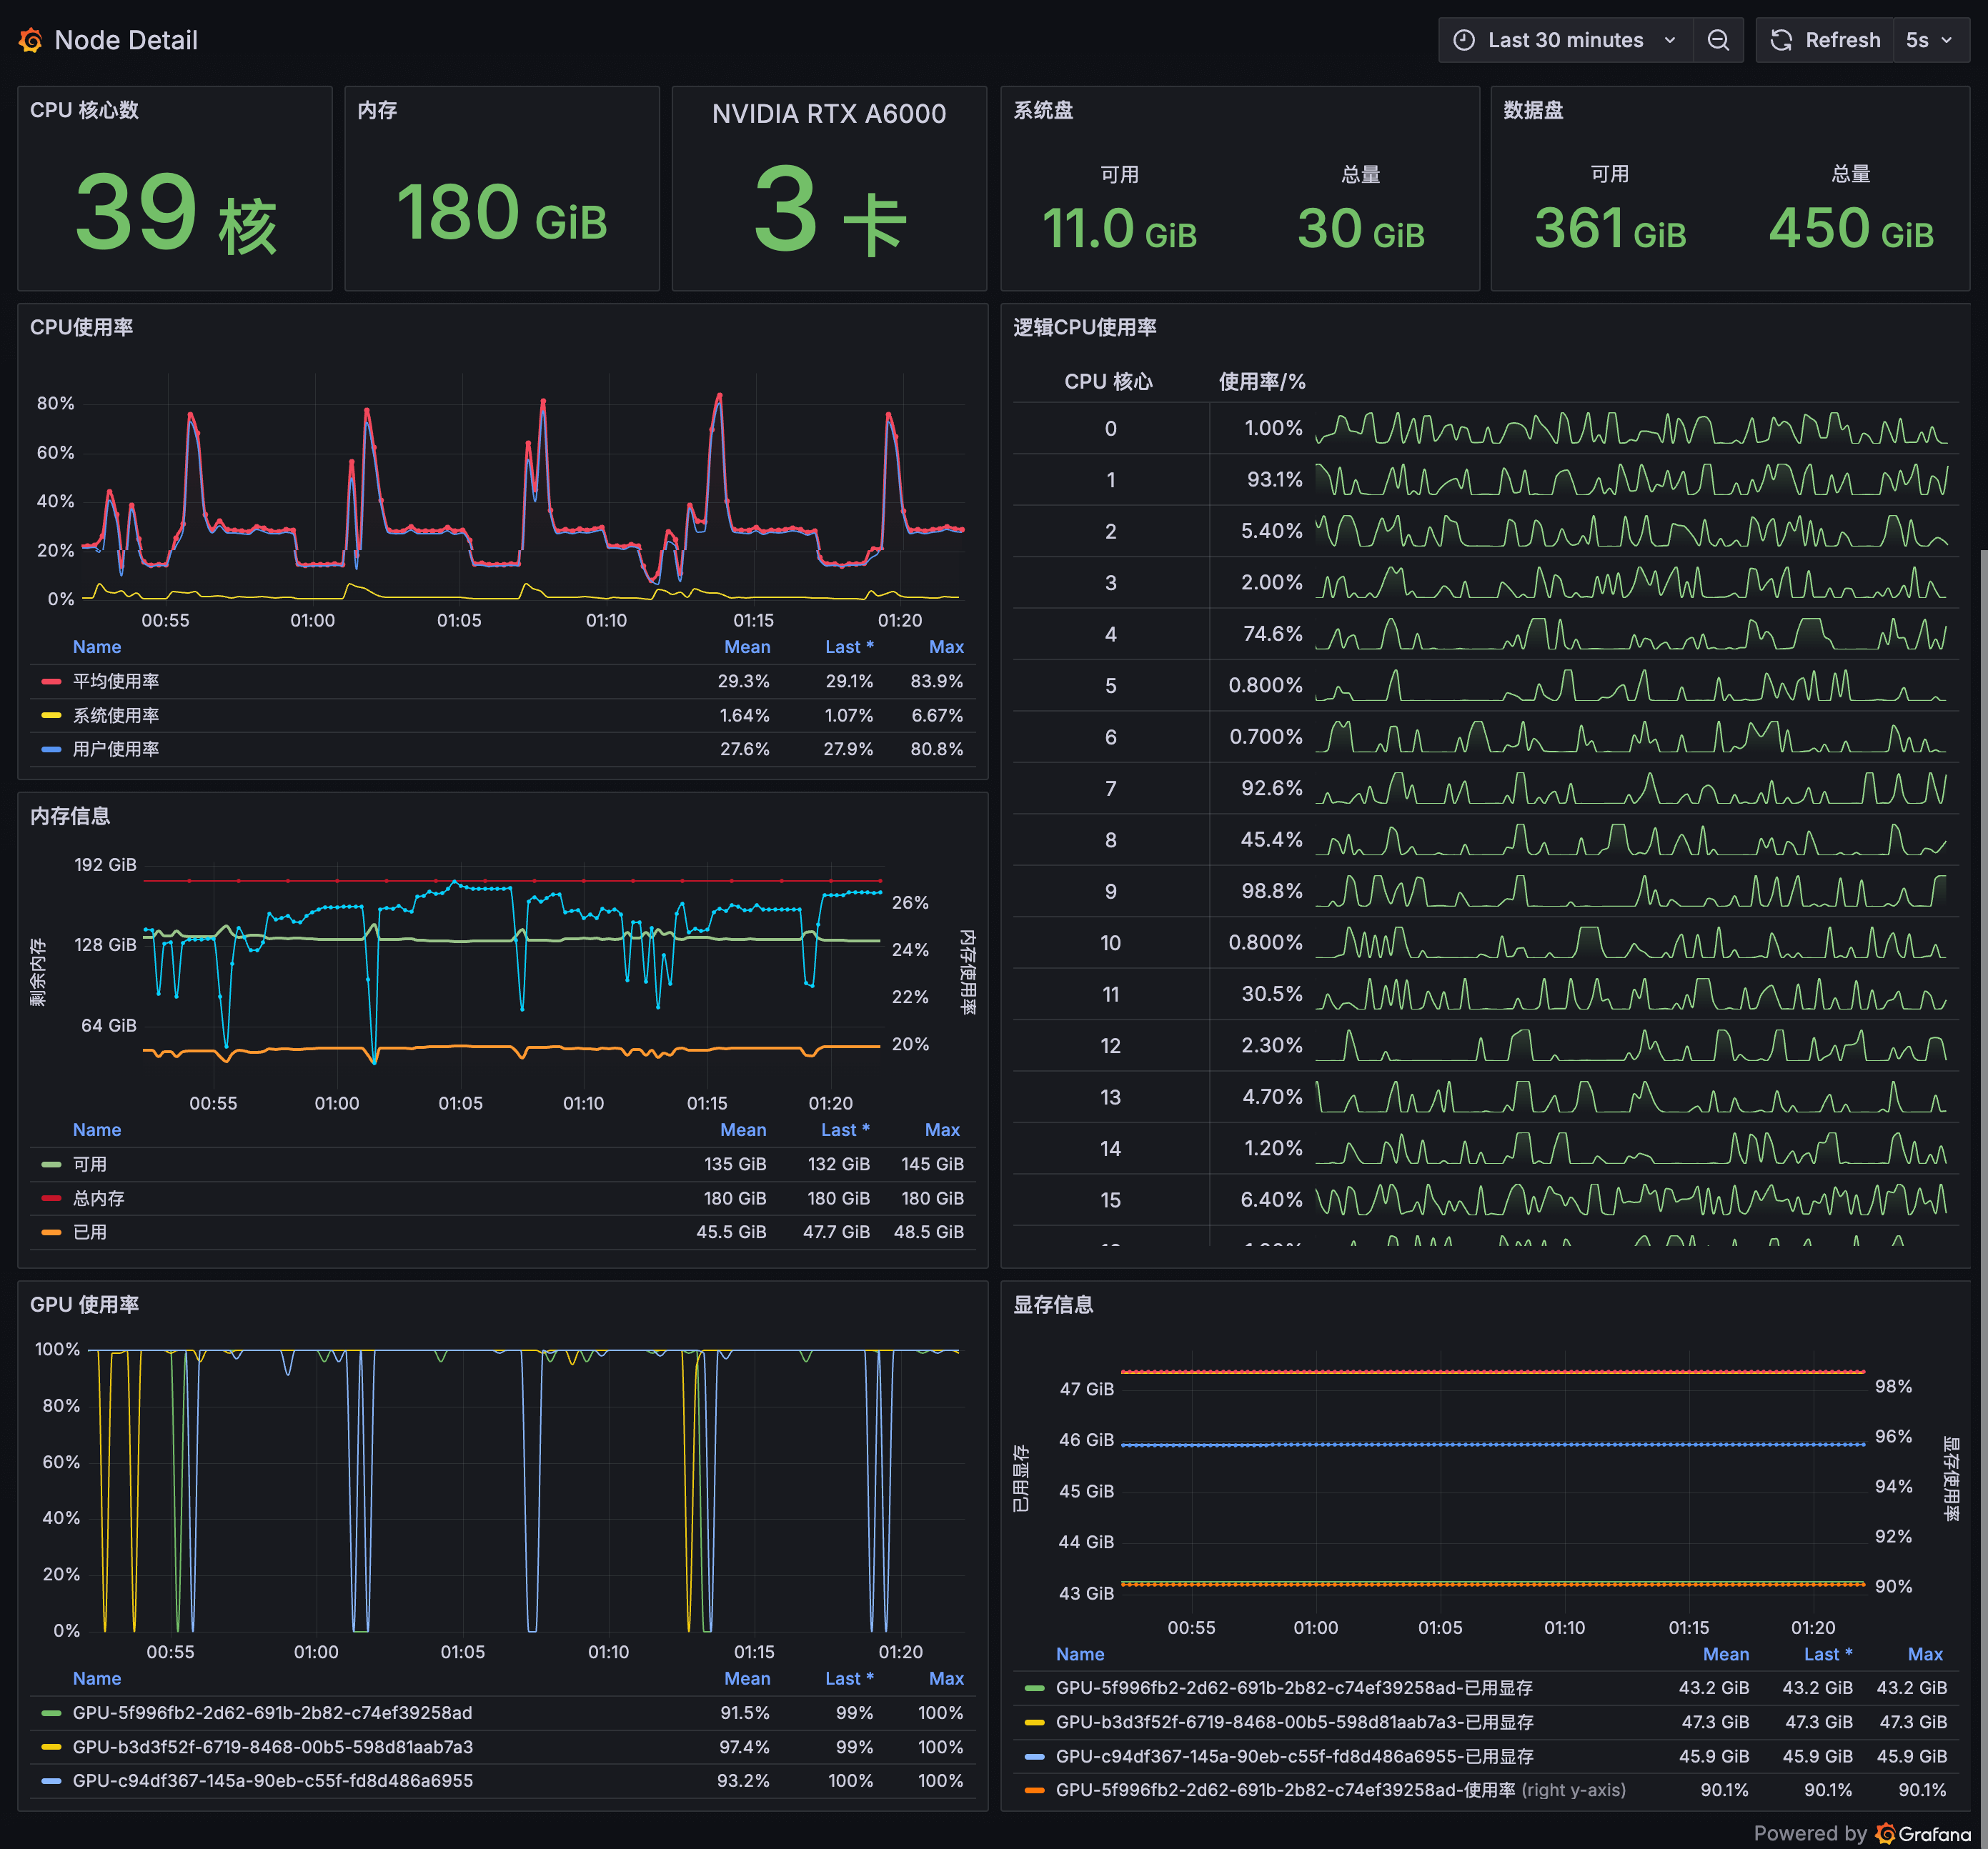 Node Detail
Last 30 minutes
Refresh
5s
CPU 核心数
39 核
内存
180 GiB
NVIDIA RTX A6000
3 卡
系统盘
可用 总量
11.0 GiB 30 GiB
数据盘
可用 总量
361 GiB 450 GiB
CPU使用率
80%
60%
40%
20%
0%
00:55 01:00 01:05 01:10 01:15 01:20
Name Mean Last * Max
平均使用率 29.3% 29.1% 83.9%
系统使用率 1.64% 1.07% 6.67%
用户使用率 27.6% 27.9% 80.8%
逻辑CPU使用率
CPU 核心 使用率/%
0 1.00%
1 93.1%
2 5.40%
3 2.00%
4 74.6%
5 0.800%
6 0.700%
7 92.6%
8 45.4%
9 98.8%
10 0.800%
11 30.5%
12 2.30%
13 4.70%
14 1.20%
15 6.40%
内存信息
剩余内存
192 GiB
128 GiB
64 GiB
26%
24%
22%
20%
内存使用率
00:55 01:00 01:05 01:10 01:15 01:20
Name Mean Last * Max
可用 135 GiB 132 GiB 145 GiB
总内存 180 GiB 180 GiB 180 GiB
已用 45.5 GiB 47.7 GiB 48.5 GiB
GPU 使用率
100%
80%
60%
40%
20%
0%
00:55 01:00 01:05 01:10 01:15 01:20
Name Mean Last * Max
GPU-5f996fb2-2d62-691b-2b82-c74ef39258ad 91.5% 99% 100%
GPU-b3d3f52f-6719-8468-00b5-598d81aab7a3 97.4% 99% 100%
GPU-c94df367-145a-90eb-c55f-fd8d486a6955 93.2% 100% 100%
显存信息
已用显存
47 GiB
46 GiB
45 GiB
44 GiB
43 GiB
98%
96%
94%
92%
90%
显存使用率
00:55 01:00 01:05 01:10 01:15 01:20
Name Mean Last * Max
GPU-5f996fb2-2d62-691b-2b82-c74ef39258ad-已用显存 43.2 GiB 43.2 GiB 43.2 GiB
GPU-b3d3f52f-6719-8468-00b5-598d81aab7a3-已用显存 47.3 GiB 47.3 GiB 47.3 GiB
GPU-c94df367-145a-90eb-c55f-fd8d486a6955-已用显存 45.9 GiB 45.9 GiB 45.9 GiB
GPU-5f996fb2-2d62-691b-2b82-c74ef39258ad-使用率 (right y-axis) 90.1% 90.1% 90.1%
Powered by Grafana